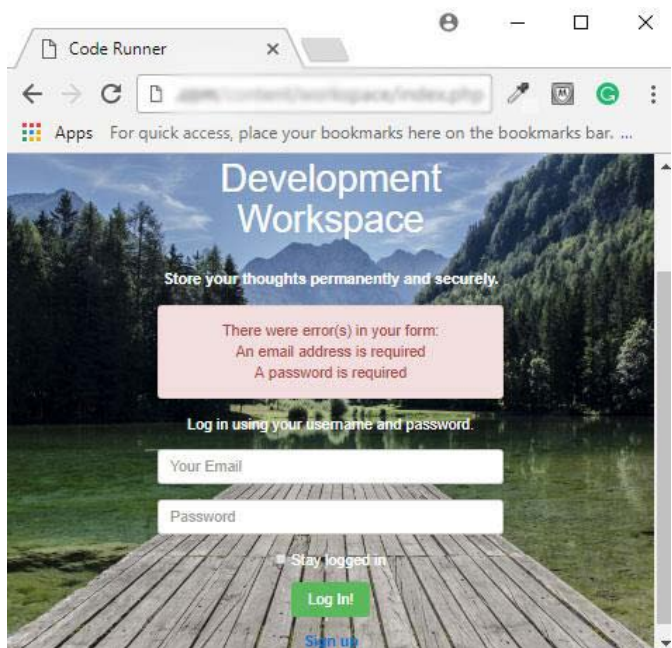 Code Runner
Apps For quick access, place your bookmarks here on the bookmarks bar. ...
Development
Workspace
Store your thoughts permanently and securely.
There were error(s) in your form:
An email address is required
A password is required
Log in using your username and password.
Your Email
Password
Stay logged in
Log In!
Sign up